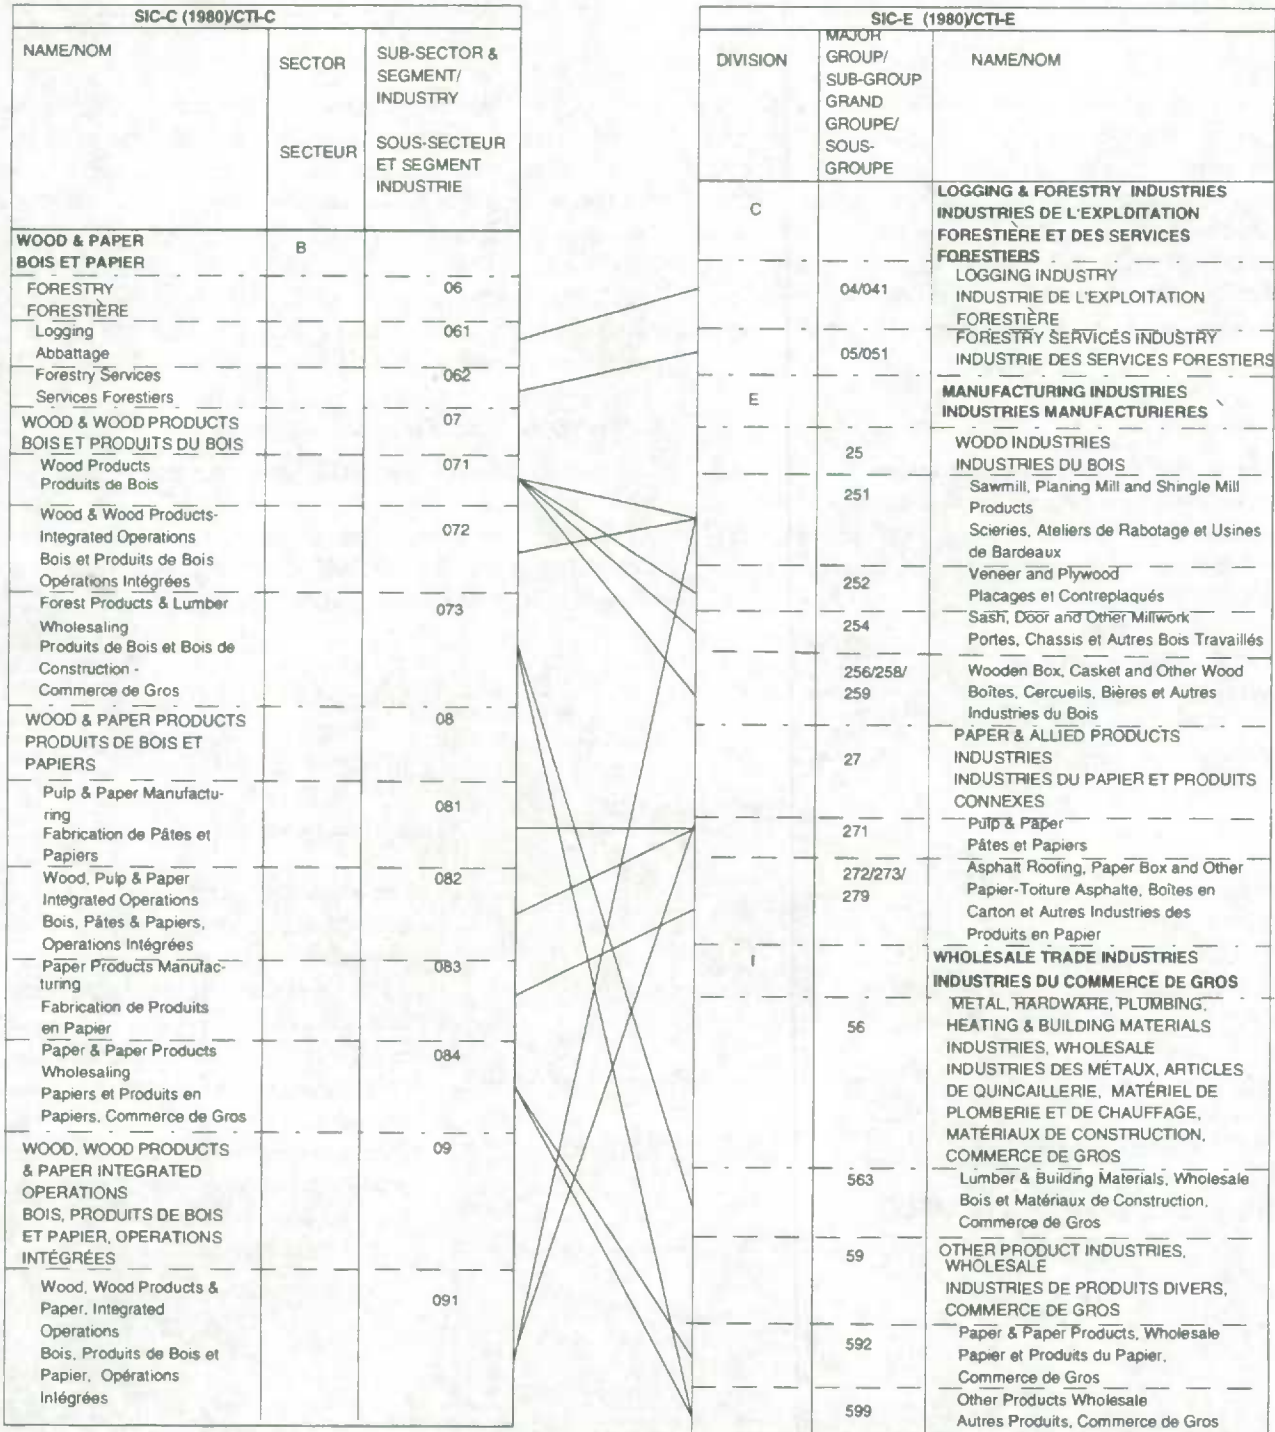 SIC-C (1980)/CTI-C
NAME/NOM
SECTOR
SECTEUR
SUB-SECTOR &
SEGMENT/
INDUSTRY
SOUS-SECTEUR
ET SEGMENT
INDUSTRIE
WOOD & PAPER B
BOIS ET PAPIER
FORESTRY 06
FORESTIÈRE
Logging 061
Abbattage
Forestry Services 062
Services Forestiers
WOOD & WOOD PRODUCTS 07
BOIS ET PRODUITS DU BOIS
Wood Products 071
Produits de Bois
Wood & Wood Products-
Integrated Operations 072
Bois et Produits de Bois
Opérations Intégrées
Forest Products & Lumber 073
Wholesaling
Produits de Bois et Bois de
Construction -
Commerce de Gros
WOOD & PAPER PRODUCTS 08
PRODUITS DE BOIS ET
PAPIERS
Pulp & Paper Manufactu- 081
ring
Fabrication de Pâtes et
Papiers
Wood, Pulp & Paper 082
Integrated Operations
Bois, Pâtes & Papiers,
Operations Intégrées
Paper Products Manufac- 083
turing
Fabrication de Produits
en Papier
Paper & Paper Products 084
Wholesaling
Papiers et Produits en
Papiers, Commerce de Gros
WOOD, WOOD PRODUCTS 09
& PAPER INTEGRATED
OPERATIONS
BOIS, PRODUITS DE BOIS
ET PAPIER, OPERATIONS
INTÉGRÉES
Wood, Wood Products & 091
Paper, Integrated
Operations
Bois, Produits de Bois et
Papier, Opérations
Inlégrées
SIC-E (1980)/CTI-E
DIVISION
MAJOR
GROUP/
SUB-GROUP
GRAND
GROUPE/
SOUS-
GROUPE
NAME/NOM
C LOGGING & FORESTRY INDUSTRIES
INDUSTRIES DE L'EXPLDITATION
FORESTIÈRE ET DES SERVICES
FORESTIERS
04/041 LOGGING INDUSTRY
INDUSTRIE DE L'EXPLOITATION
FORESTIÈRE
05/051 FORESTRY SERVICES INDUSTRY
INDUSTRIE DES SERVICES FORESTIERS
E MANUFACTURING INDUSTRIES
INDUSTRIES MANUFACTURIERES
25 WODD INDUSTRIES
INDUSTRIES DU BOIS
251 Sawmill, Planing Mill and Shingle Mill
Products
Scieries, Ateliers de Rabotage et Usines
de Bardeaux
252 Veneer and Plywood
Placages et Contreplaqués
254 Sash, Door and Other Millwork
Portes, Chassis et Autres Bois Travaillés
256/258/ Wooden Box, Casket and Other Wood
259 Boîtes, Cercueils, Bières et Autres
Industries du Bois
PAPER & ALLIED PRODUCTS
27 INDUSTRIES
INDUSTRIES DU PAPIER ET PRODUITS
CONNEXES
271 Pulp & Paper
Pâtes et Papiers
272/273/ Asphalt Roofing, Paper Box and Other
279 Papier-Toiture Asphalte, Boîtes en
Carton et Autres Industries des
Produits en Papier
I WHOLESALE TRADE INDUSTRIES
INDUSTRIES DU COMMERCE DE GROS
METAL, HARDWARE, PLUMBING,
56 HEATING & BUILDING MATERIALS
INDUSTRIES, WHOLESALE
INDUSTRIES DES MÉTAUX, ARTICLES
DE QUINCAILLERIE, MATÉRIEL DE
PLOMBERIE ET DE CHAUFFAGE,
MATÉRIAUX DE CONSTRUCTION,
COMMERCE DE GROS
563 Lumber & Building Materials, Wholesale
Bois et Matériaux de Construction,
Commerce de Gros
59 OTHER PRODUCT INDUSTRIES,
WHOLESALE
INDUSTRIES DE PRODUITS DIVERS,
COMMERCE DE GROS
592 Paper & Paper Products, Wholesale
Papier et Produits du Papier,
Commerce de Gros
599 Other Products Wholesale
Autres Produits, Commerce de Gros